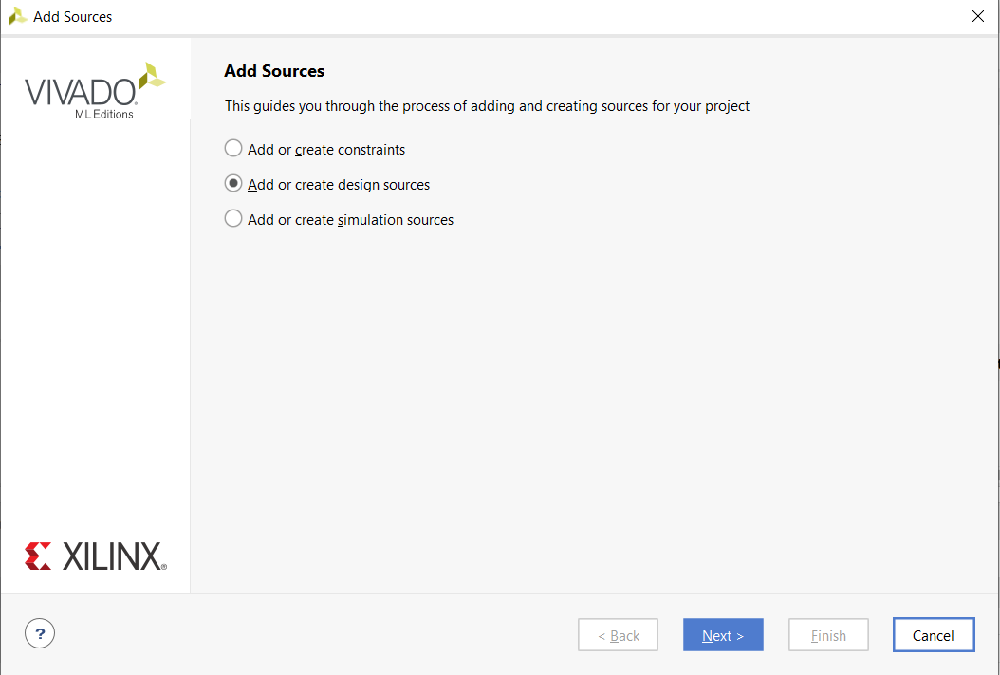 Add Sources
VIVADO.
ML Editions
Add Sources
This guides you through the process of adding and creating sources for your project
Add or create constraints
Add or create design sources
Add or create simulation sources
XILINX®
?
< Back
Next >
Finish
Cancel